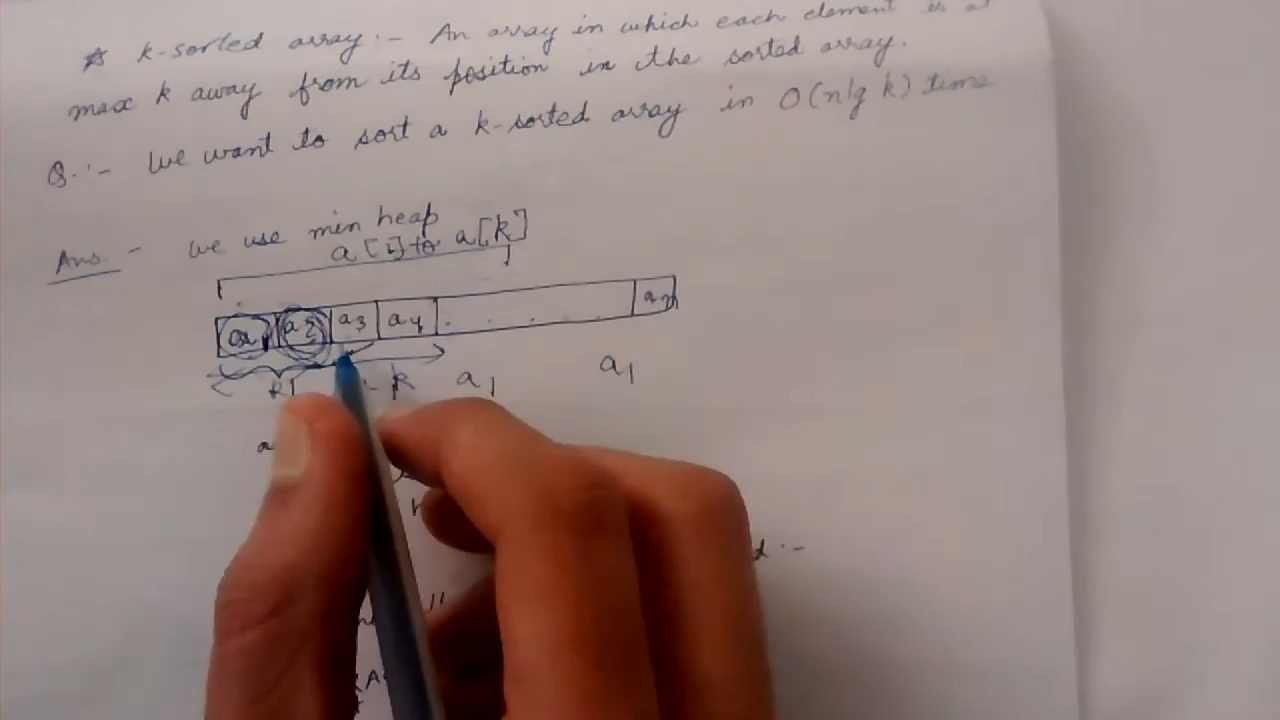 * k-sorted array :- An array in which each element is at
max k away from its position in the sorted array.
Q. :- We want to sort a k-sorted array in O(n lg k) time
Ans - we use min heap
a[i] to a[k]
a1 a2 a3 a4 . . . . an
k k a1 a1